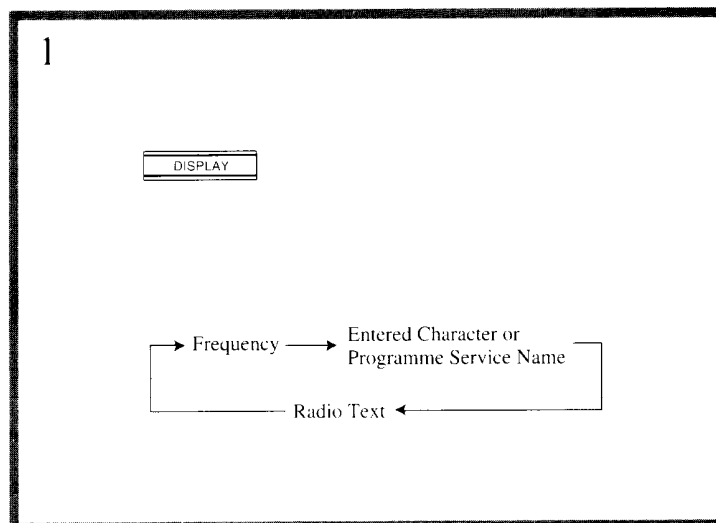 1
DISPLAY
Frequency
Entered Character or
Programme Service Name
Radio Text